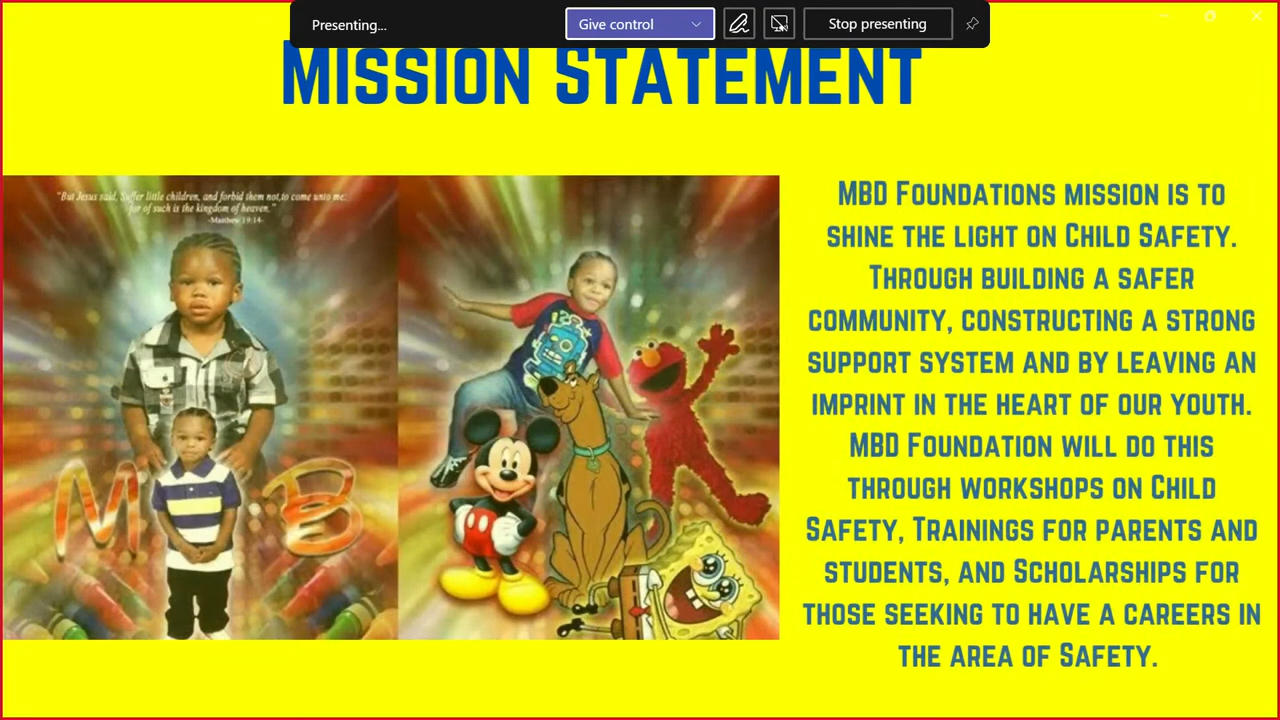 Presenting...
Give control
Stop presenting
MISSION STATEMENT
"But Jesus said, Suffer little children, and forbid them not,to come unto me:
for of such is the kingdom of heaven."
-Matthew 19:14-
M B
MBD FOUNDATIONS MISSION IS TO
SHINE THE LIGHT ON CHILD SAFETY.
THROUGH BUILDING A SAFER
COMMUNITY, CONSTRUCTING A STRONG
SUPPORT SYSTEM AND BY LEAVING AN
IMPRINT IN THE HEART OF OUR YOUTH.
MBD FOUNDATION WILL DO THIS
THROUGH WORKSHOPS ON CHILD
SAFETY, TRAININGS FOR PARENTS AND
STUDENTS, AND SCHOLARSHIPS FOR
THOSE SEEKING TO HAVE A CAREERS IN
THE AREA OF SAFETY.